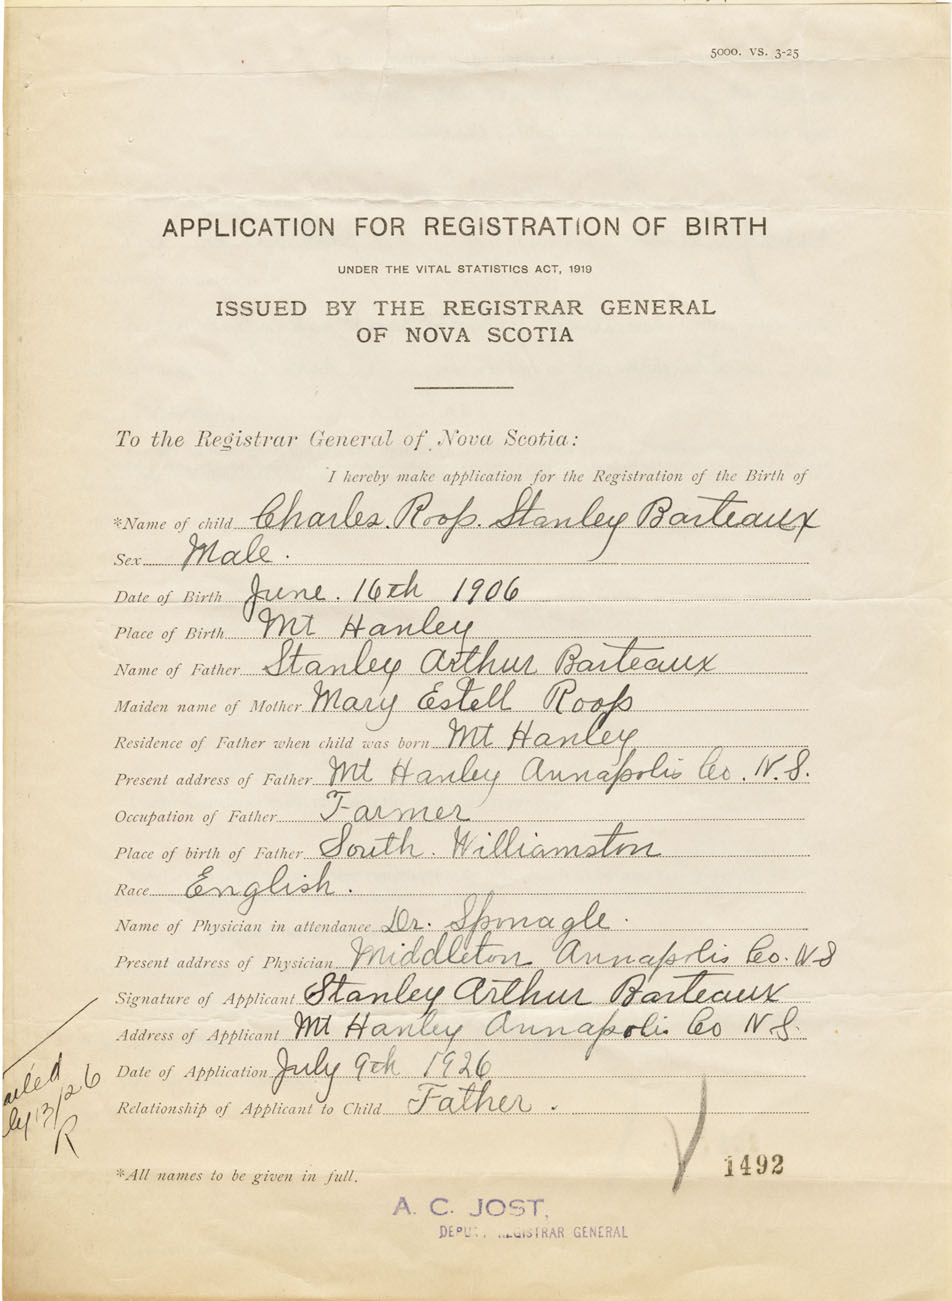 5000. VS. 3-25
APPLICATION FOR REGISTRATION OF BIRTH
UNDER THE VITAL STATISTICS ACT, 1919
ISSUED BY THE REGISTRAR GENERAL
OF NOVA SCOTIA
To the Registrar General of Nova Scotia:
I hereby make application for the Registration of the Birth of
*Name of child Charles. Roop. Stanley Barteaux
Sex Male.
Date of Birth June. 16th 1906
Place of Birth Mt Hanley
Name of Father Stanley Arthur Barteaux
Maiden name of Mother Mary Estell Roop
Residence of Father when child was born Mt Hanley
Present address of Father Mt Hanley Annapolis Co. N.S.
Occupation of Father Farmer
Place of birth of Father South. Williamston
Race English.
Name of Physician in attendance Dr. Sponagle.
Present address of Physician Middleton Annapolis Co. N S
Signature of Applicant Stanley Arthur Barteaux
Address of Applicant Mt Hanley Annapolis Co N S.
Date of Application July 9th 1926
Relationship of Applicant to Child Father.
13/26
R
*All names to be given in full.
1492
A. C. JOST,
REGISTRAR GENERAL